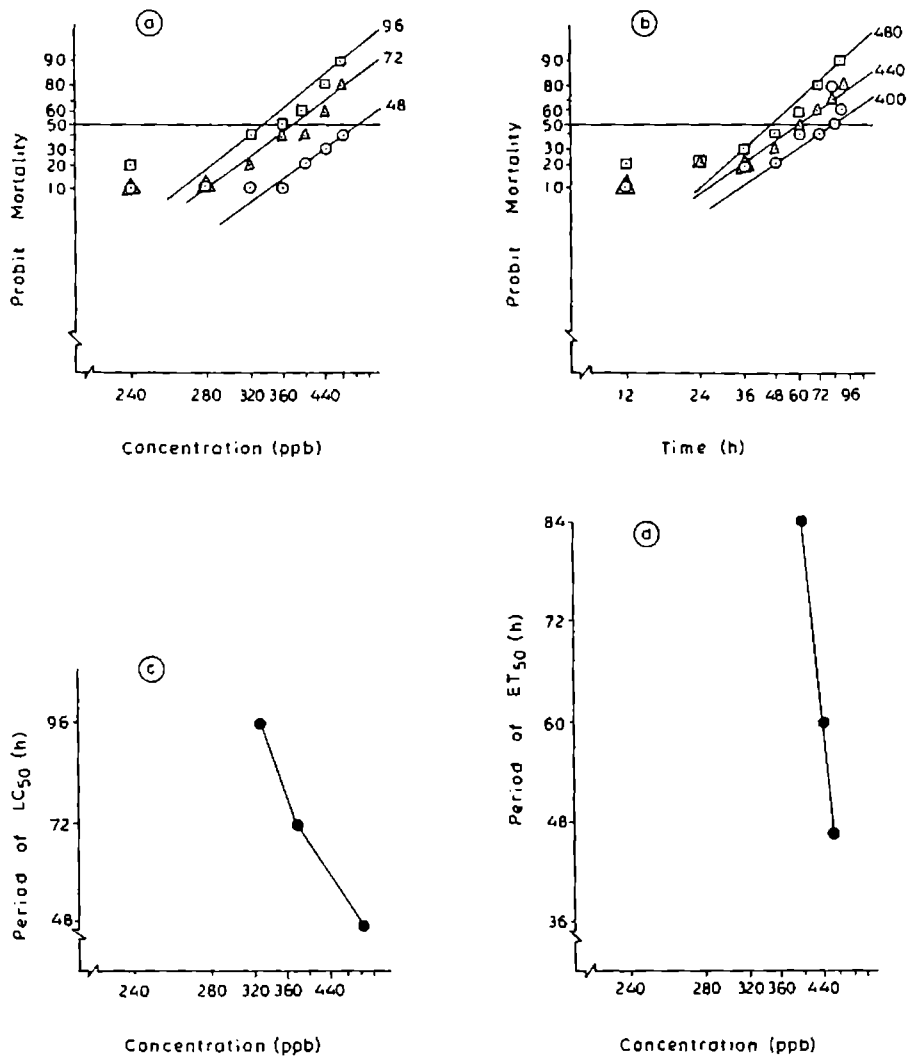 a
96
72
48
90
80
60
50
30
20
10
Probit Mortality
240 280 320 360 440
Concentration (ppb)
b
480
440
400
90
80
60
50
30
20
10
Probit Mortality
12 24 36 48 60 72 96
Time (h)
c
96
72
48
Period of LC50 (h)
240 280 320 360 440
Concentration (ppb)
d
84
72
60
48
36
Period of ET50 (h)
240 280 320 360 440
Concentration (ppb)